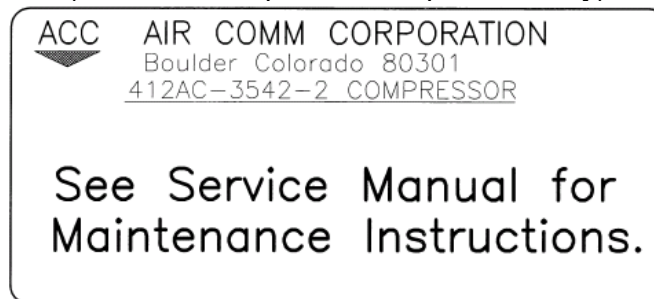 ACC AIR COMM CORPORATION
Boulder Colorado 80301
412AC-3542-2 COMPRESSOR
See Service Manual for
Maintenance Instructions.